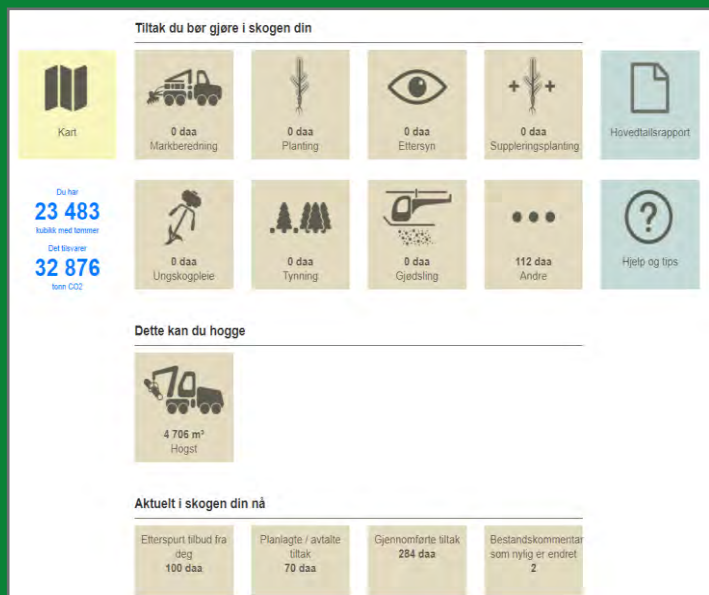 Tiltak du bør gjøre i skogen din
Kart
0 daa
Markberedning
0 daa
Planting
0 daa
Ettersyn
0 daa
Suppleringsplanting
Hovedtallsrapport
Du har
23 483
kubikk med tømmer
Det tilsvarer
32 876
tonn CO2
0 daa
Ungskogpleie
0 daa
Tynning
0 daa
Gjødsling
112 daa
Andre
Hjelp og tips
Dette kan du hogge
4 706 m³
Hogst
Aktuelt i skogen din nå
Etterspurt tilbud fra
deg
100 daa
Planlagte / avtalte
tiltak
70 daa
Gjennomførte tiltak
284 daa
Bestandskommentar
som nylig er endret
2